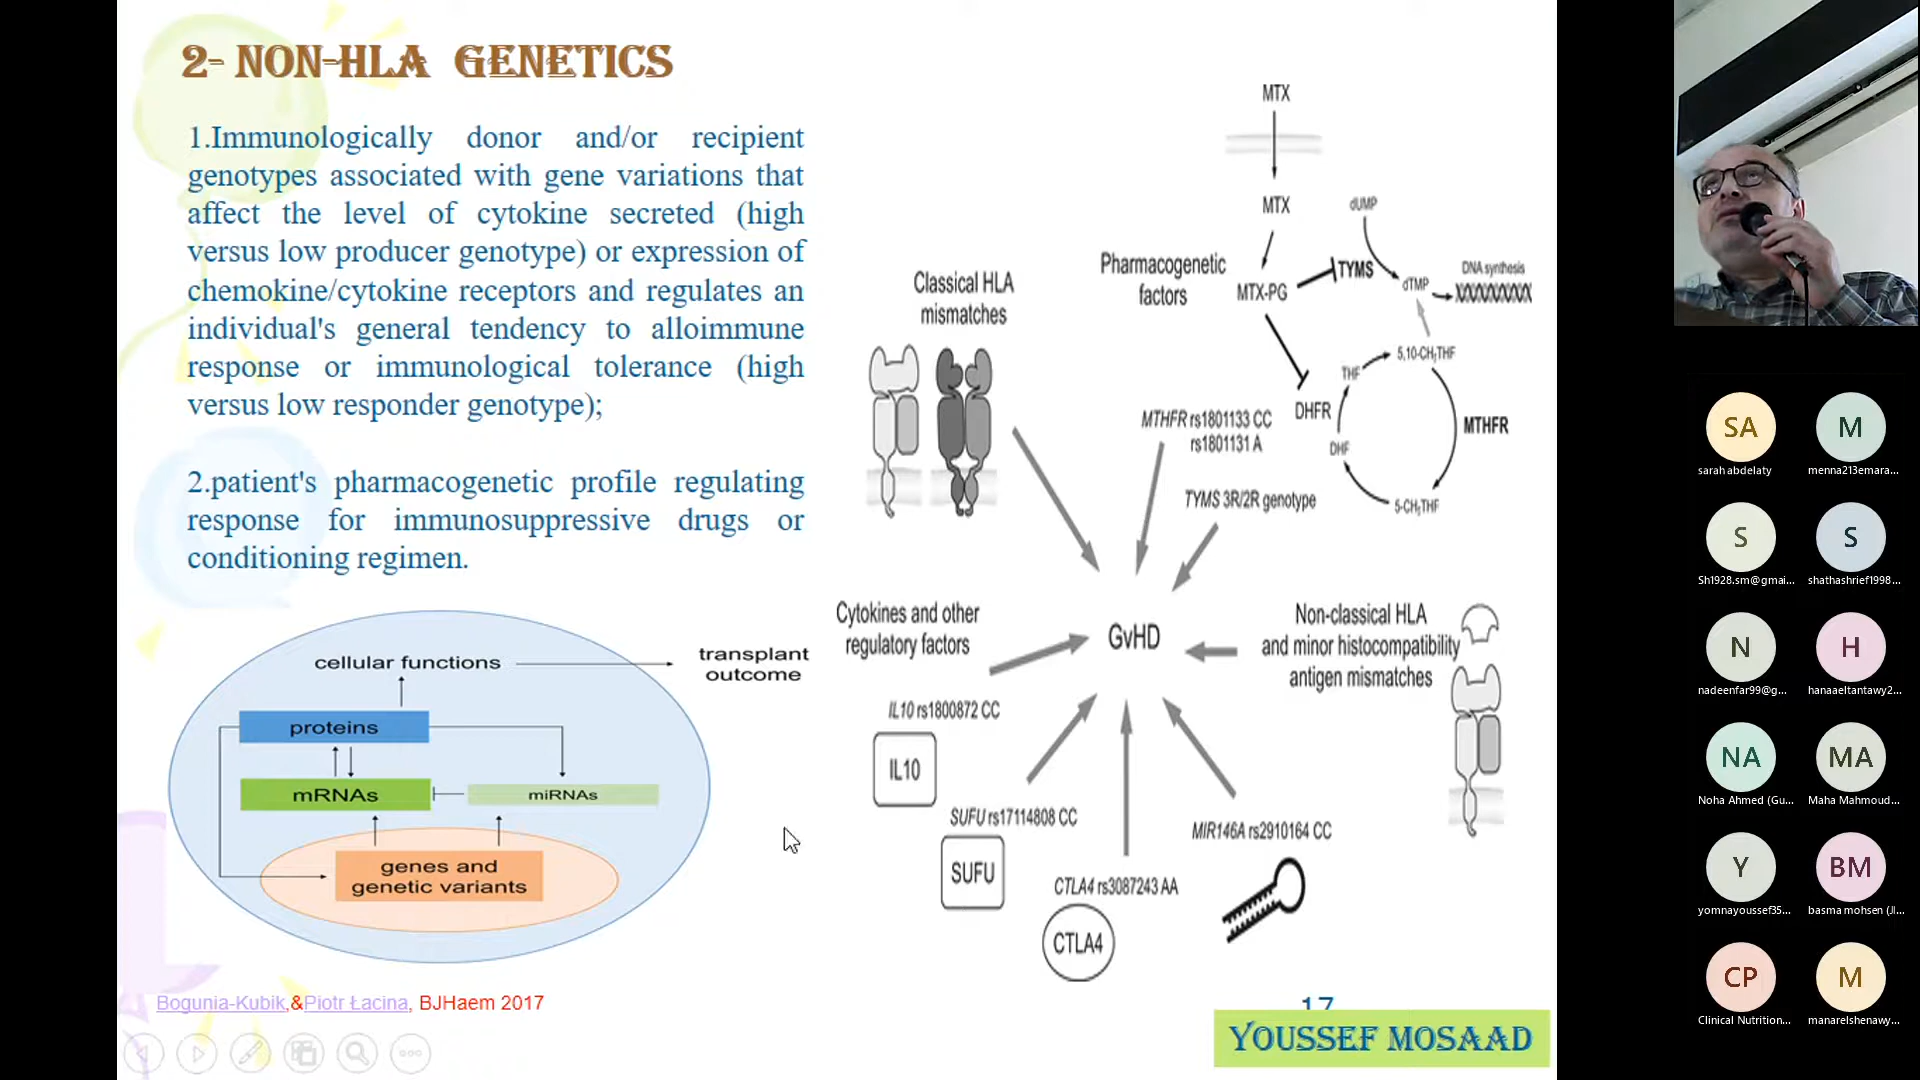 2- NON-HLA GENETICS
1.Immunologically donor and/or recipient
genotypes associated with gene variations that
affect the level of cytokine secreted (high
versus low producer genotype) or expression of
chemokine/cytokine receptors and regulates an
individual's general tendency to alloimmune
response or immunological tolerance (high
versus low responder genotype);
2.patient's pharmacogenetic profile regulating
response for immunosuppressive drugs or
conditioning regimen.
cellular functions
transplant
outcome
proteins
mRNAs
miRNAs
genes and
genetic variants
Bogunia-Kubik,&Piotr Łacina, BJHaem 2017
MTX
MTX
dUMP
Pharmacogenetic
factors
MTX-PG
TYMS
dTMP
DNA synthesis
Classical HLA
mismatches
5,10-CH2THF
THF
DHFR
MTHFR
DHF
5-CH3THF
MTHFR rs1801133 CC
rs1801131 A
TYMS 3R/2R genotype
Cytokines and other
regulatory factors
GvHD
Non-classical HLA
and minor histocompatibility
antigen mismatches
IL10 rs1800872 CC
IL10
SUFU rs17114808 CC
SUFU
CTLA4 rs3087243 AA
CTLA4
MIR146A rs2910164 CC
17
YOUSSEF MOSAAD
SA
M
sarah abdelaty
menna213emara...
S
S
Sh1928.sm@gmai...
shathashrief1998...
N
H
nadeenfar99@g...
hanaaeltantawy2...
NA
MA
Noha Ahmed (Gu...
Maha Mahmoud...
Y
BM
yomnayoussef35...
basma mohsen (JI...
CP
M
Clinical Nutrition...
manarelshenawy...